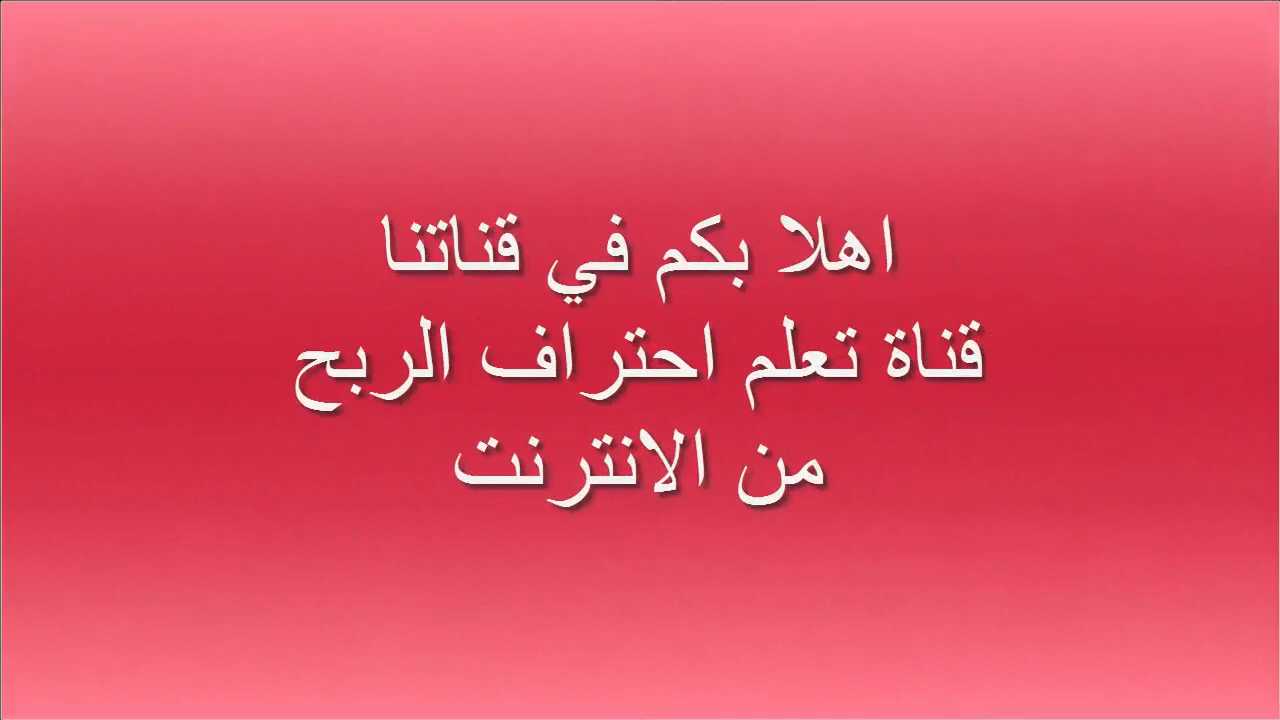 اهلا بكم في قناتنا
قناة تعلم احتراف الربح
من الانترنت